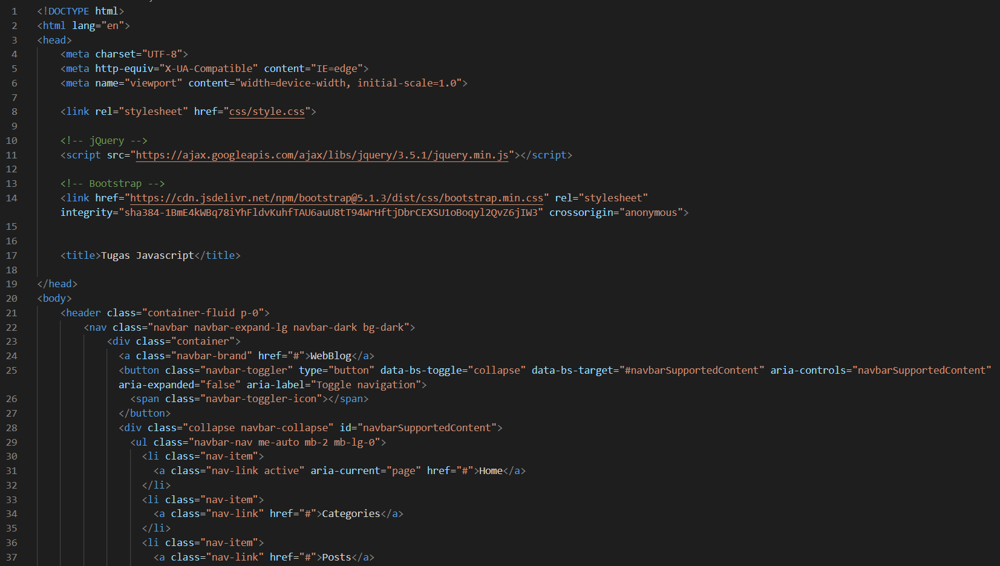 1 <!DOCTYPE html>
2 <html lang="en">
3 <head>
4     <meta charset="UTF-8">
5     <meta http-equiv="X-UA-Compatible" content="IE=edge">
6     <meta name="viewport" content="width=device-width, initial-scale=1.0">
7
8     <link rel="stylesheet" href="css/style.css">
9
10     <!-- jQuery -->
11     <script src="https://ajax.googleapis.com/ajax/libs/jquery/3.5.1/jquery.min.js"></script>
12
13     <!-- Bootstrap -->
14     <link href="https://cdn.jsdelivr.net/npm/bootstrap@5.1.3/dist/css/bootstrap.min.css" rel="stylesheet"
    integrity="sha384-1BmE4kWBq78iYhFldvKuhfTAU6auU8tT94WrHftjDbrCEXSU1oBoqyl2QvZ6jIW3" crossorigin="anonymous">
15
16
17     <title>Tugas Javascript</title>
18
19 </head>
20 <body>
21     <header class="container-fluid p-0">
22         <nav class="navbar navbar-expand-lg navbar-dark bg-dark">
23             <div class="container">
24               <a class="navbar-brand" href="#">WebBlog</a>
25               <button class="navbar-toggler" type="button" data-bs-toggle="collapse" data-bs-target="#navbarSupportedContent" aria-controls="navbarSupportedContent"
              aria-expanded="false" aria-label="Toggle navigation">
26                 <span class="navbar-toggler-icon"></span>
27               </button>
28               <div class="collapse navbar-collapse" id="navbarSupportedContent">
29                 <ul class="navbar-nav me-auto mb-2 mb-lg-0">
30                   <li class="nav-item">
31                     <a class="nav-link active" aria-current="page" href="#">Home</a>
32                   </li>
33                   <li class="nav-item">
34                     <a class="nav-link" href="#">Categories</a>
35                   </li>
36                   <li class="nav-item">
37                     <a class="nav-link" href="#">Posts</a>